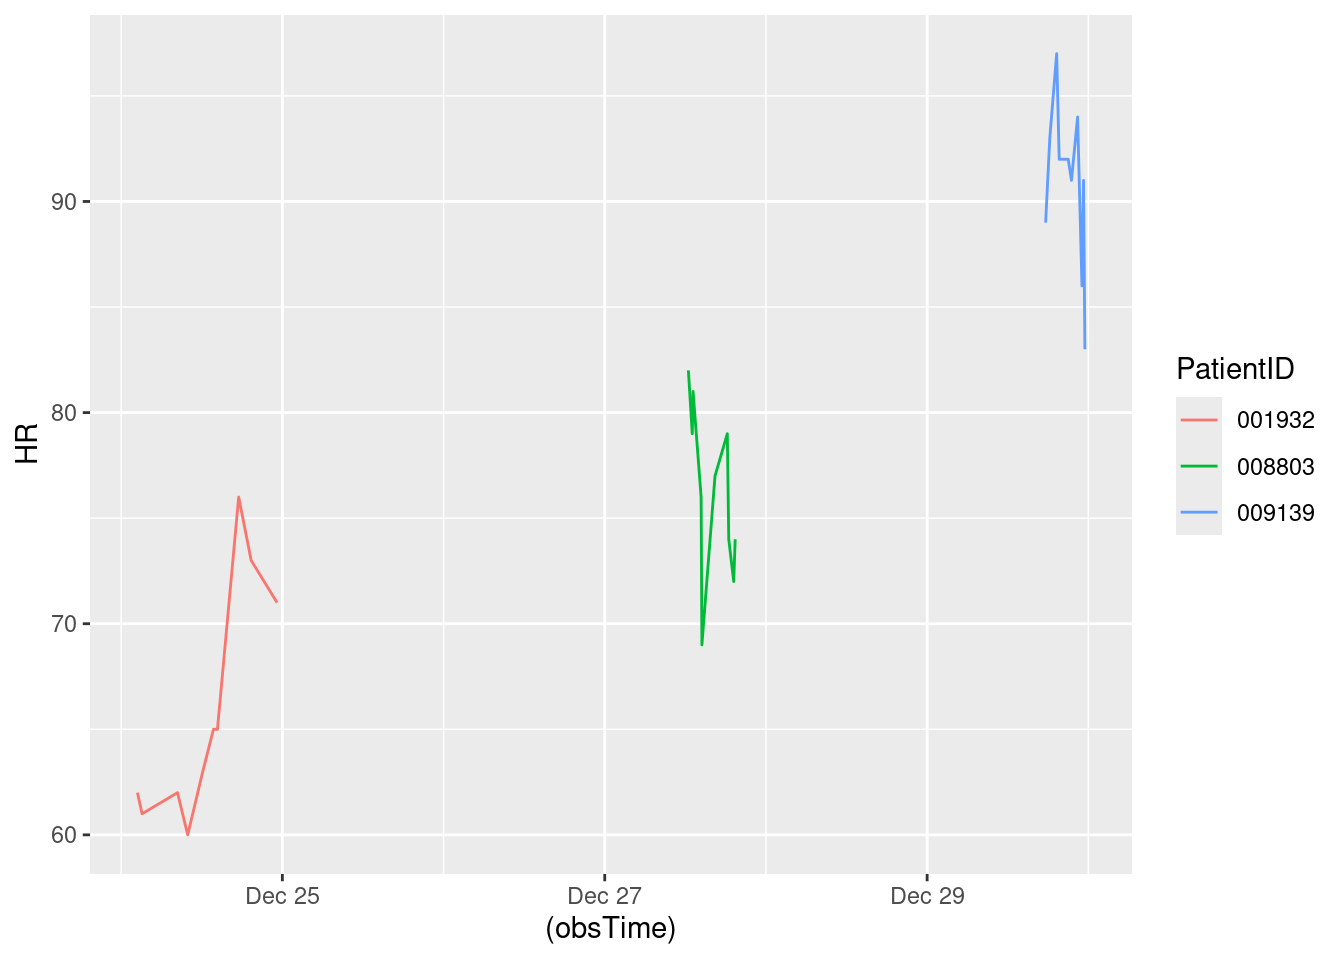 HR
90
80
70
60
Dec 25
Dec 27
Dec 29
(obsTime)
PatientID
001932
008803
009139